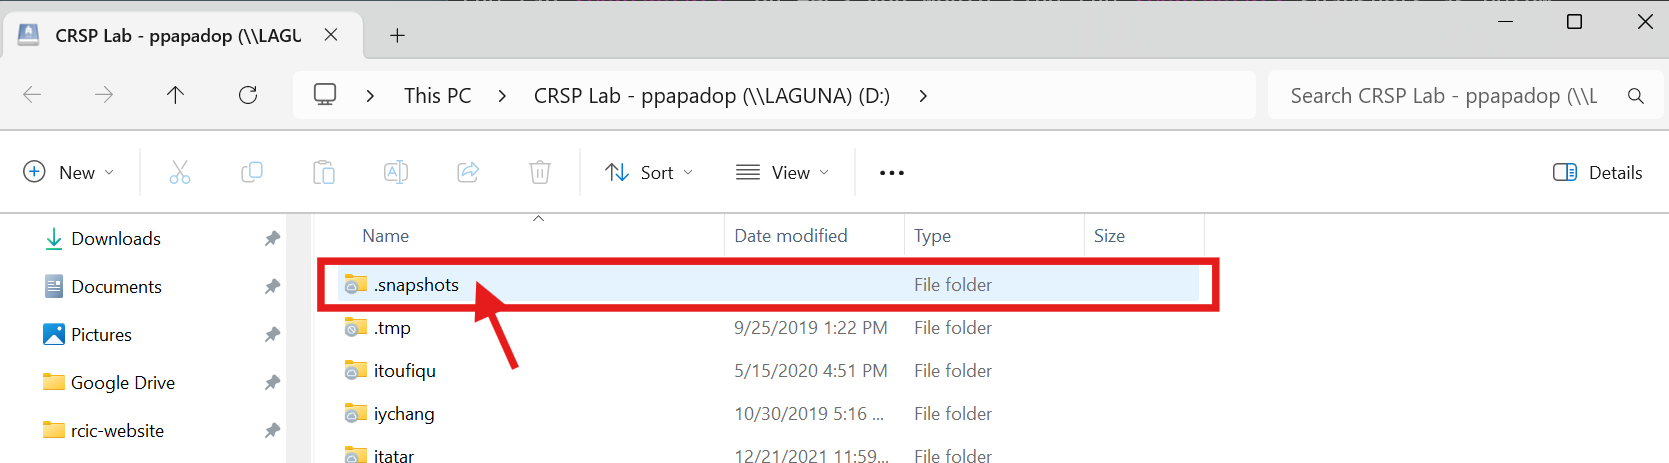 CRSP Lab - ppapadop (\\LAGU
This PC CRSP Lab - ppapadop (\\LAGUNA) (D:) Search CRSP Lab - ppapadop (\\L
New Sort View Details
Name Date modified Type Size
Downloads
.snapshots File folder
Documents
.tmp 9/25/2019 1:22 PM File folder
Pictures
itoufiqu 5/15/2020 4:51 PM File folder
Google Drive
iychang 10/30/2019 5:16 ... File folder
rcic-website
itatar 12/21/2021 11:59... File folder